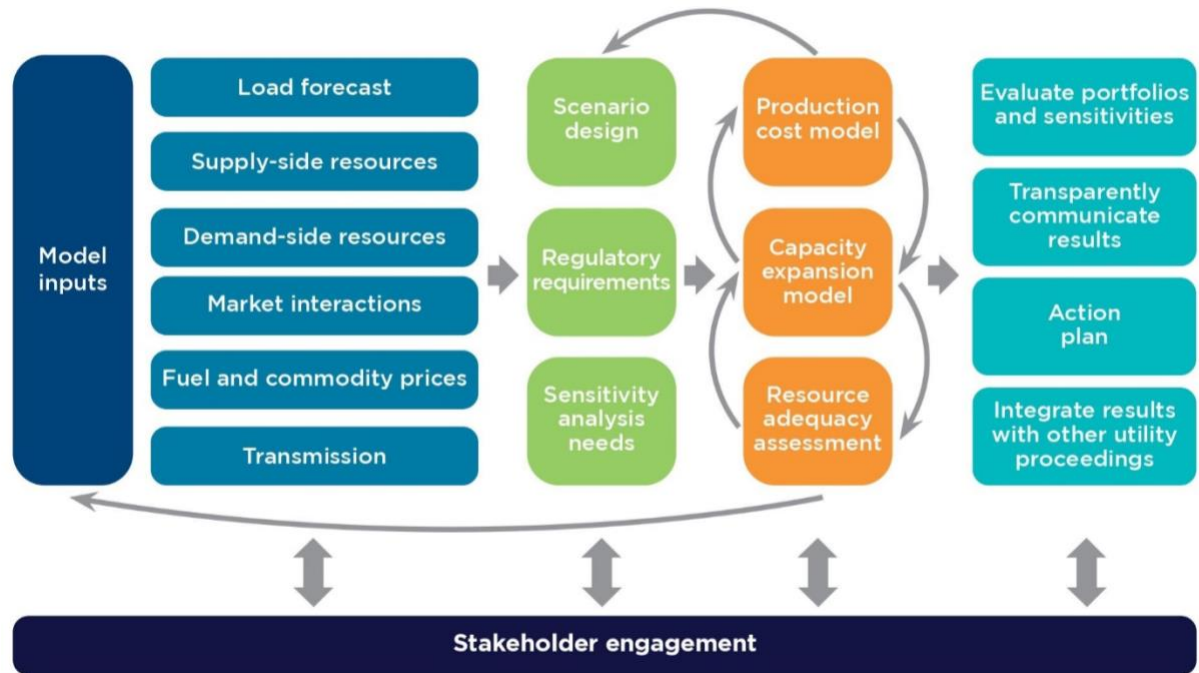 Model
inputs
Load forecast
Supply-side resources
Demand-side resources
Market interactions
Fuel and commodity prices
Transmission
Scenario
design
Regulatory
requirements
Sensitivity
analysis
needs
Production
cost model
Capacity
expansion
model
Resource
adequacy
assessment
Evaluate portfolios
and sensitivities
Transparently
communicate
results
Action
plan
Integrate results
with other utility
proceedings
Stakeholder engagement